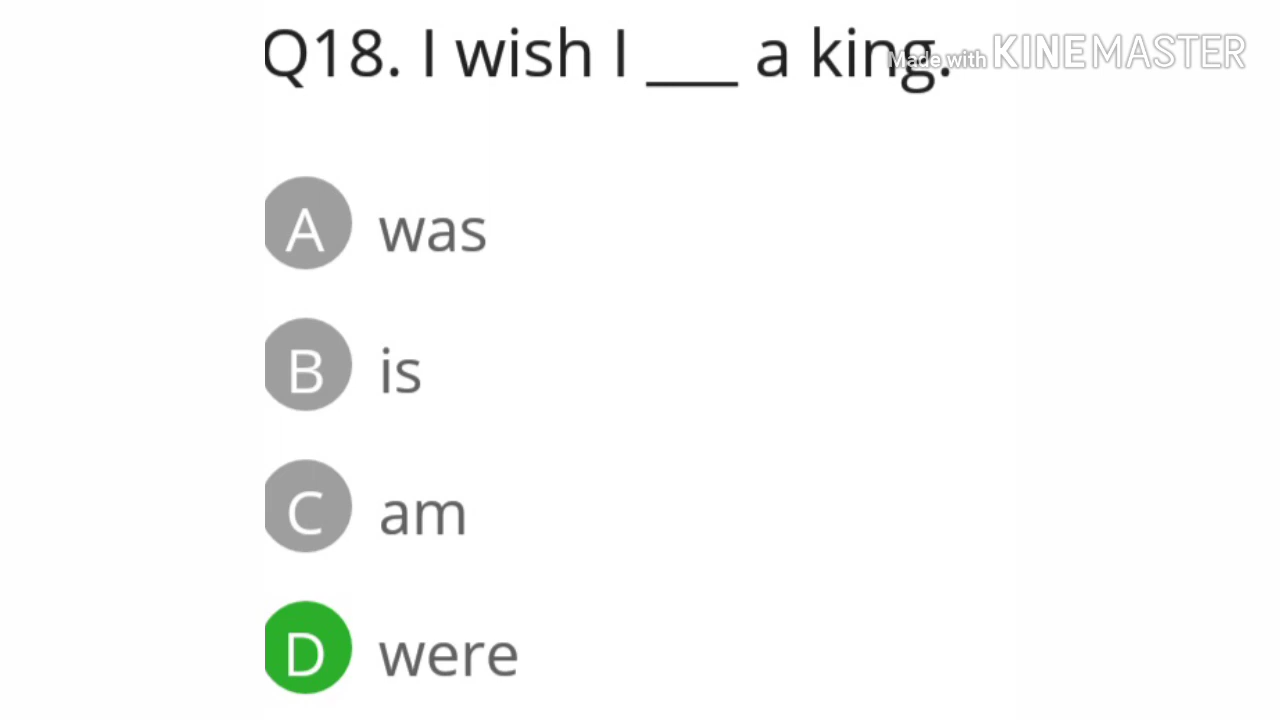 Q18. I wish I ___ a king.
Made with KINEMASTER
A was
B is
C am
D were